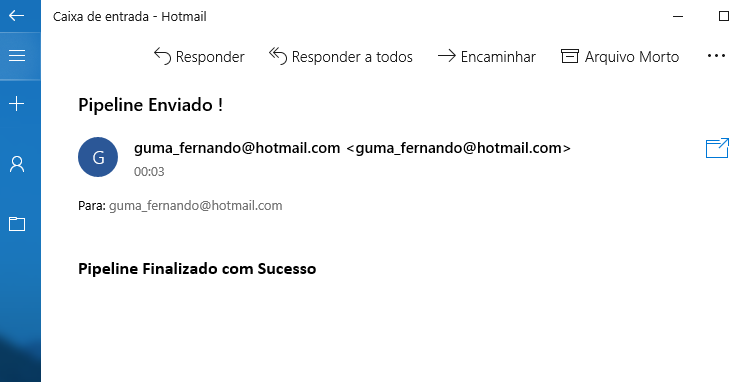 Caixa de entrada - Hotmail
Responder Responder a todos Encaminhar Arquivo Morto
Pipeline Enviado !
G
guma_fernando@hotmail.com <guma_fernando@hotmail.com>
00:03
Para: guma_fernando@hotmail.com
Pipeline Finalizado com Sucesso